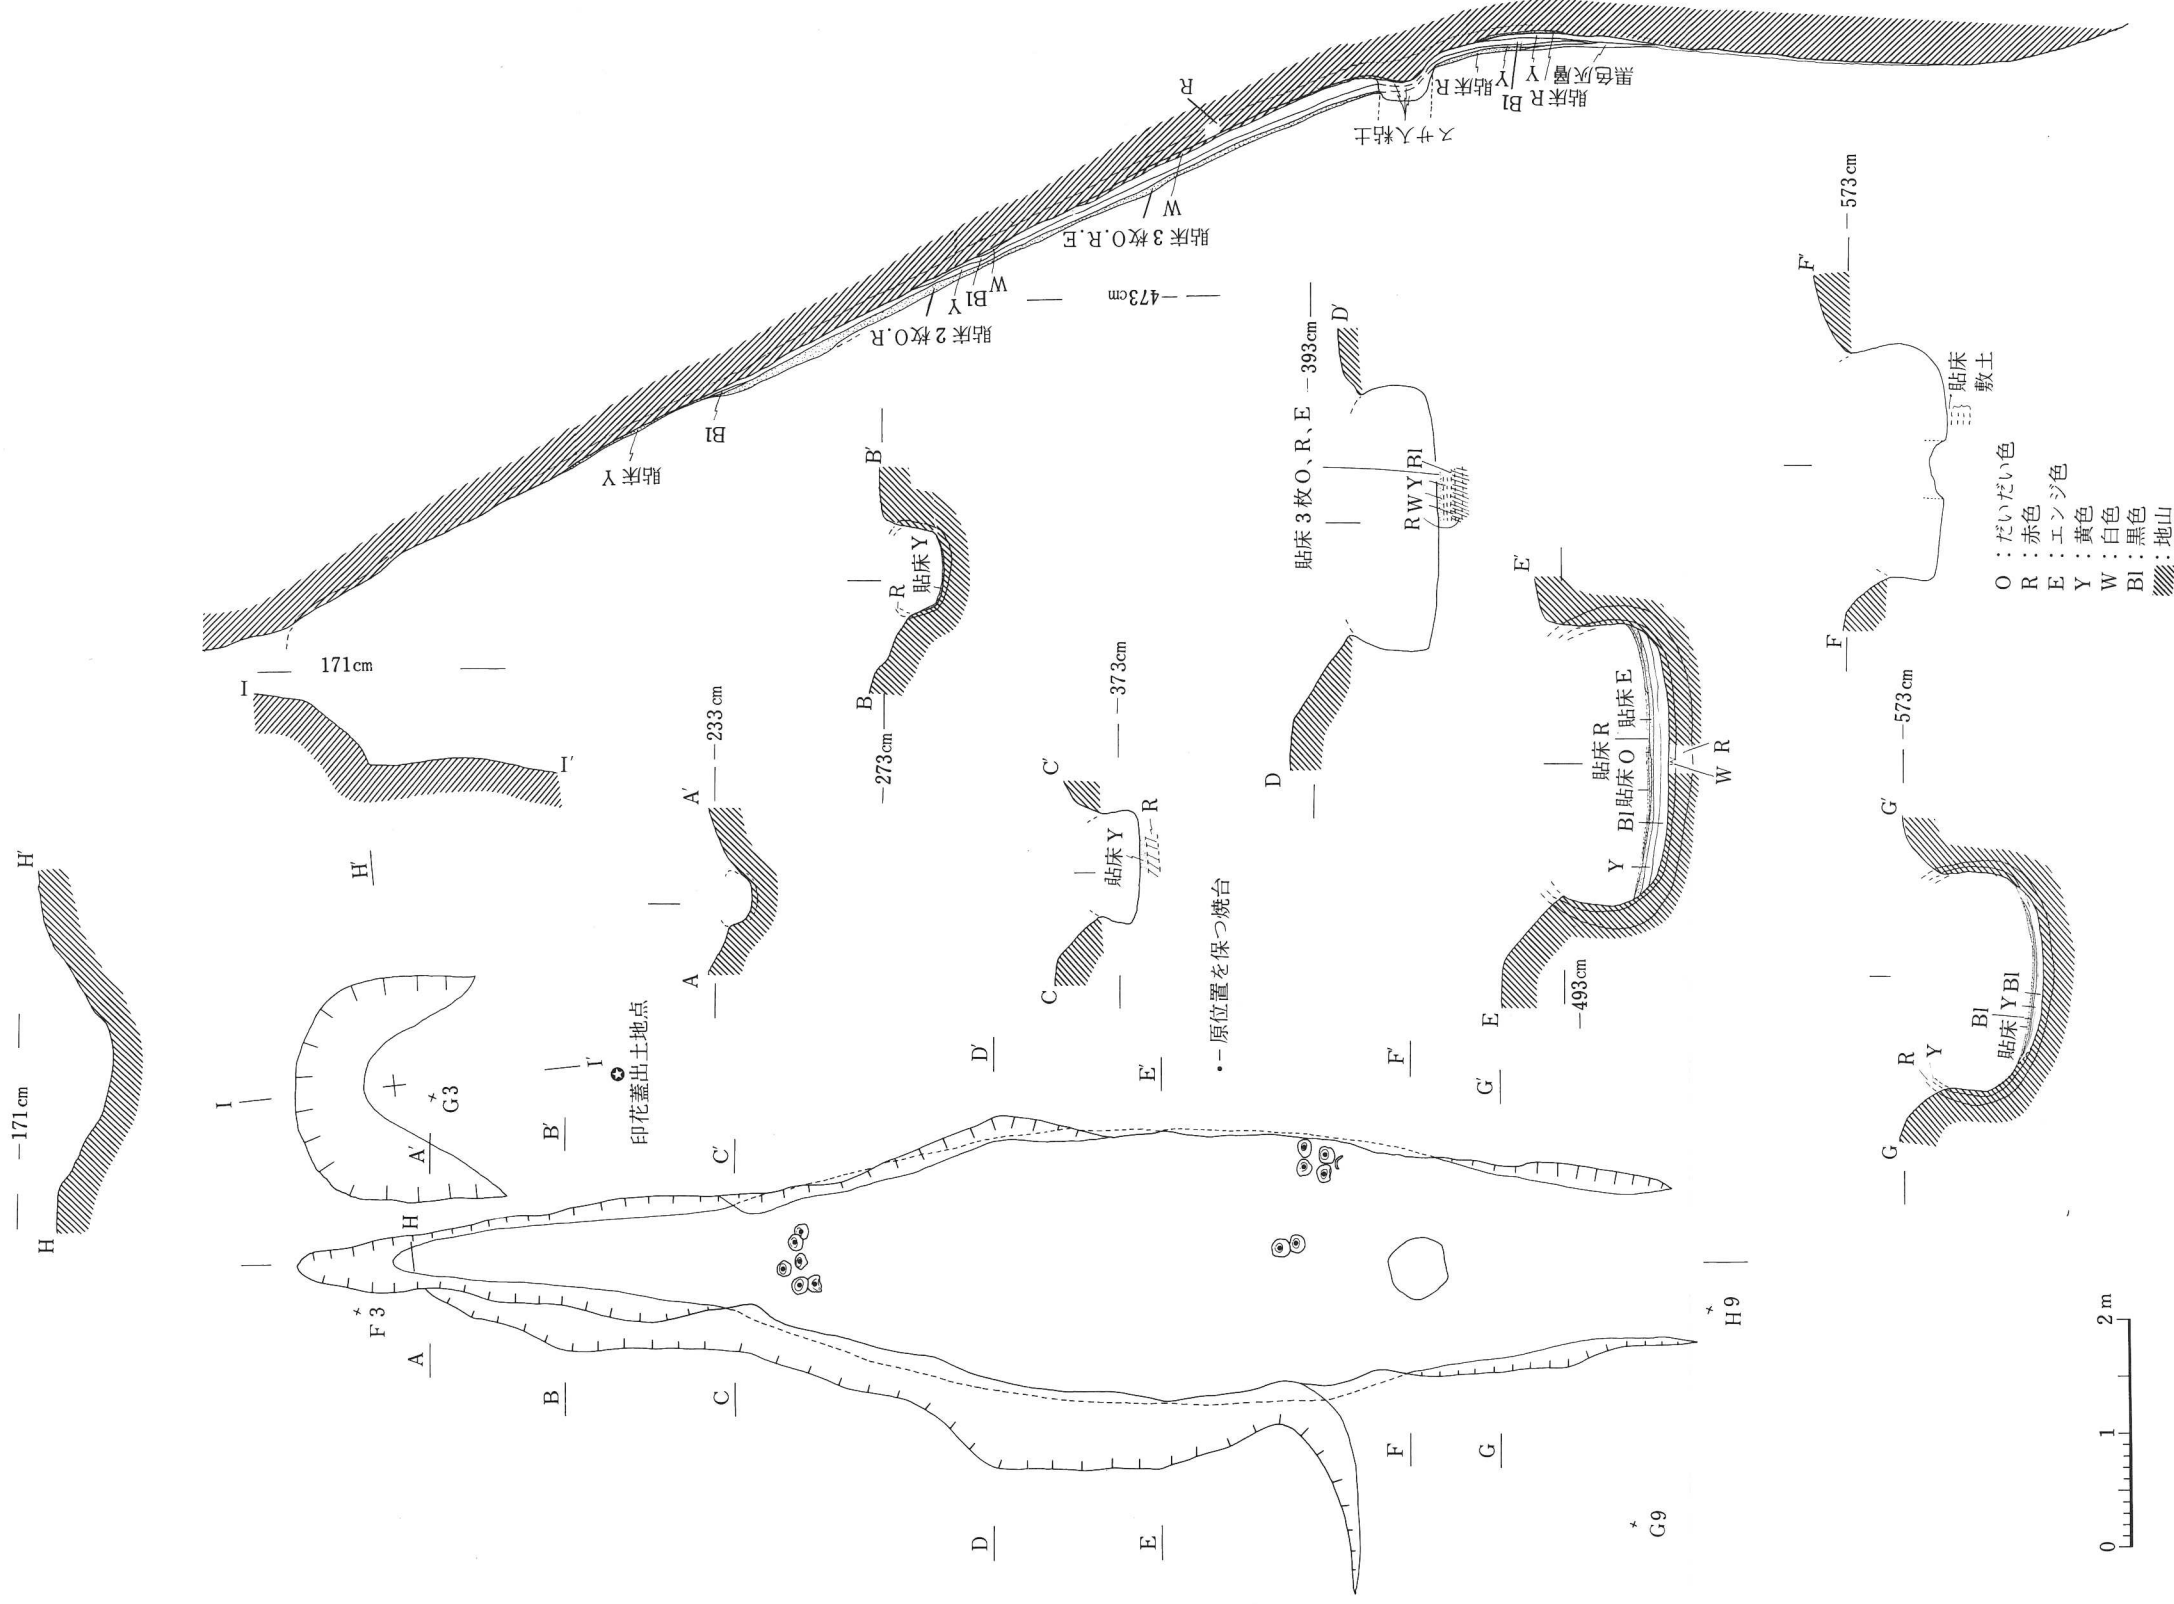 H
H'
−171cm
I
I'
171cm
A
A'
−233cm
B
B'
−273cm
R
貼床Y
C
C'
−373cm
貼床Y
R
D
D'
−393cm
貼床3枚O、R、E
R W Y Bl
E
E'
−493cm
貼床R
Bl 貼床O 貼床E
Y
W R
F
F'
−573cm
貼床
敷土
G
G'
−573cm
R
Y
Bl
貼床 Y Bl
貼床Y
Bl
貼床2枚O.R
Y Bl W
−473cm
貼床3枚O.R.E
W
R
スサ入粘土
貼床R
Y
Bl
貼床R
Y
黒色灰層
I
I'
H
H'
A
A'
B
B'
C
C'
D
D'
E
E'
F
F'
G
G'
F3
G3
G9
H9
印花蓋出土地点
•−原位置を保つ焼台
O:だいだい色
R:赤色
E:エンジ色
Y:黄色
W:白色
Bl:黒色
:地山
0 1 2m